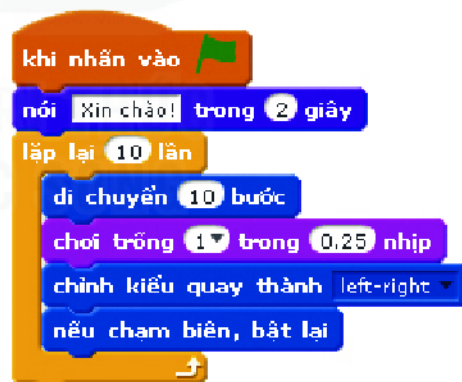 khi nhấn vào
nói Xin chào! trong 2 giây
lặp lại 10 lần
di chuyển 10 bước
chơi trống 1 trong 0.25 nhịp
chỉnh kiểu quay thành left-right
nếu chạm biên, bật lại